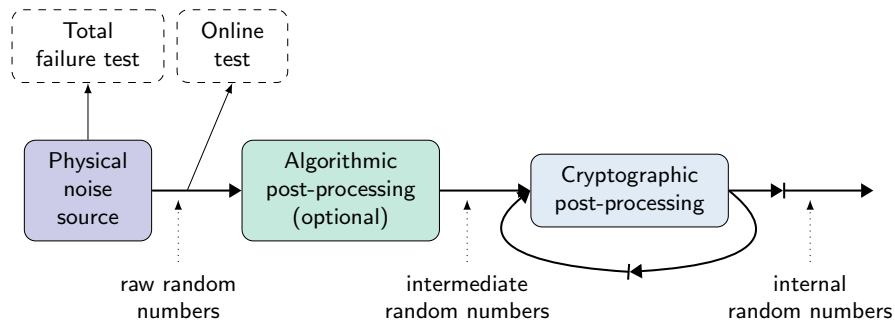 Total
failure test
Online
test
Physical
noise
source
Algorithmic
post-processing
(optional)
Cryptographic
post-processing
raw random
numbers
intermediate
random numbers
internal
random numbers